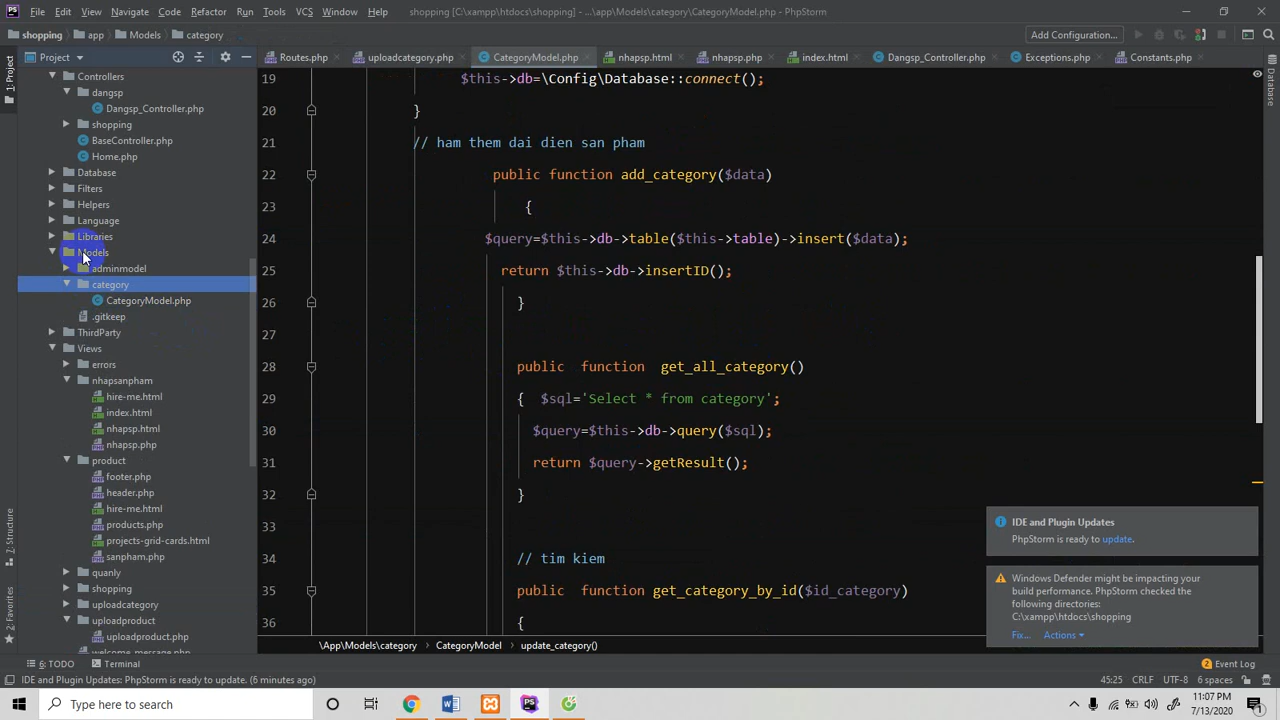 File Edit View Navigate Code Refactor Run Tools VCS Window Help shopping [C:\xampp\htdocs\shopping] - ...\app\Models\category\CategoryModel.php - PhpStorm
shopping app Models category Add Configuration...
Project Routes.php uploadcategory.php CategoryModel.php nhapsp.html nhapsp.php index.html Dangsp_Controller.php Exceptions.php Constants.php
1: Project
7: Structure
2: Favorites
Database
Controllers
dangsp
Dangsp_Controller.php
shopping
BaseController.php
Home.php
Database
Filters
Helpers
Language
Libraries
Models
adminmodel
category
CategoryModel.php
.gitkeep
ThirdParty
Views
errors
nhapsanpham
hire-me.html
index.html
nhapsp.html
nhapsp.php
product
footer.php
header.php
hire-me.html
products.php
projects-grid-cards.html
sanpham.php
quanly
shopping
uploadcategory
uploadproduct
uploadproduct.php
welcome_message.php
19 $this->db=\Config\Database::connect();
20 }
21 // ham them dai dien san pham
22 public function add_category($data)
23 {
24 $query=$this->db->table($this->table)->insert($data);
25 return $this->db->insertID();
26 }
27
28 public function get_all_category()
29 { $sql='Select * from category';
30 $query=$this->db->query($sql);
31 return $query->getResult();
32 }
33
34 // tim kiem
35 public function get_category_by_id($id_category)
36 {
IDE and Plugin Updates
PhpStorm is ready to update.
Windows Defender might be impacting your
build performance. PhpStorm checked the
following directories:
C:\xampp\htdocs\shopping
Fix... Actions
\App\Models\category CategoryModel update_category()
6: TODO Terminal 2 Event Log
IDE and Plugin Updates: PhpStorm is ready to update. (6 minutes ago) 45:25 CRLF UTF-8 6 spaces
Type here to search
11:07 PM
7/13/2020
1